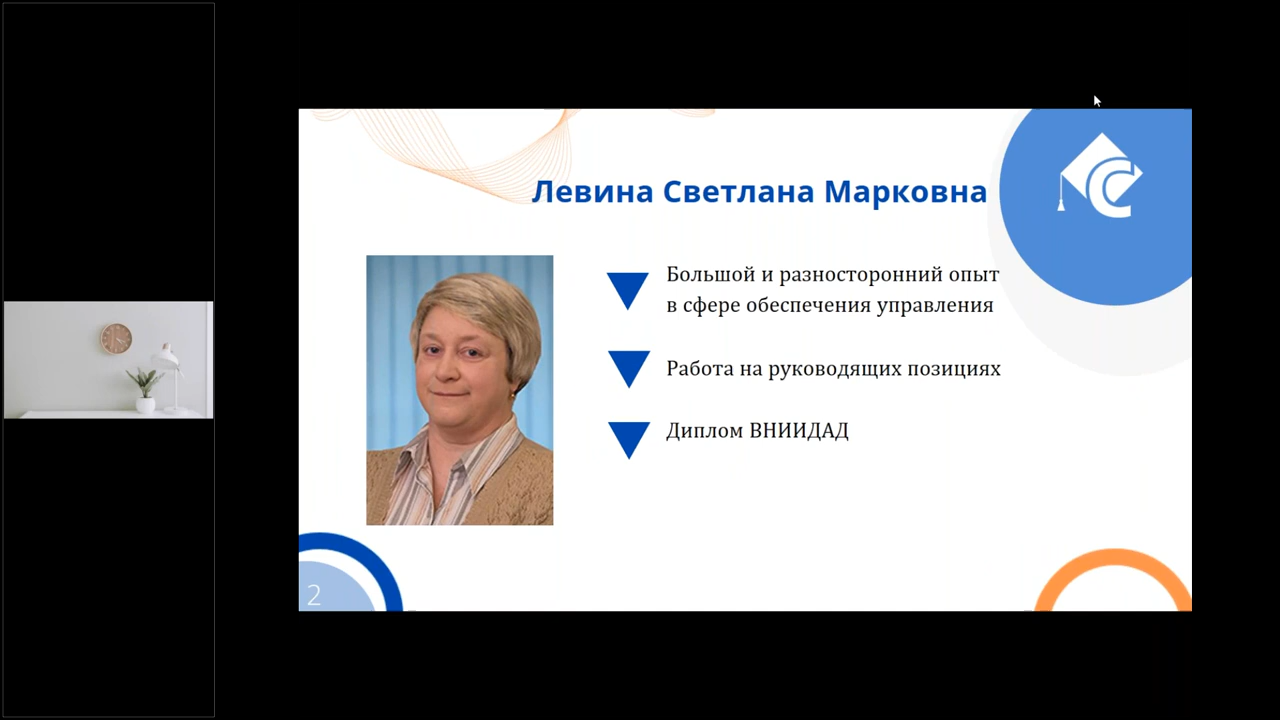 Левина Светлана Марковна
Большой и разносторонний опыт
в сфере обеспечения управления
Работа на руководящих позициях
Диплом ВНИИДАД
2